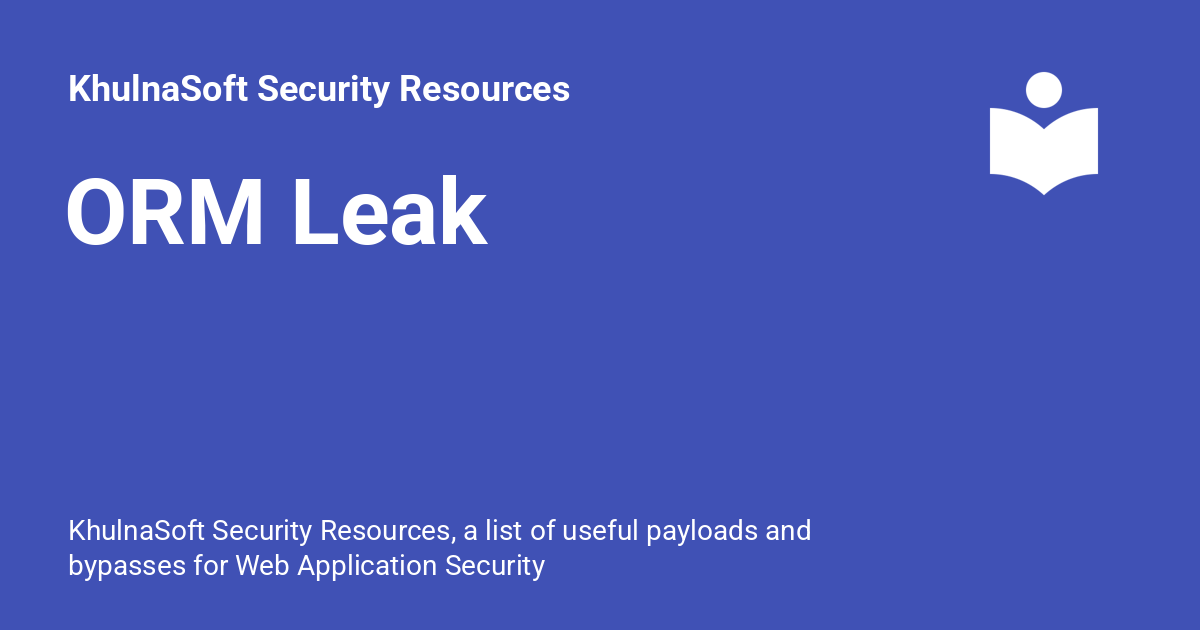 KhulnaSoft Security Resources
ORM Leak
KhulnaSoft Security Resources, a list of useful payloads and
bypasses for Web Application Security